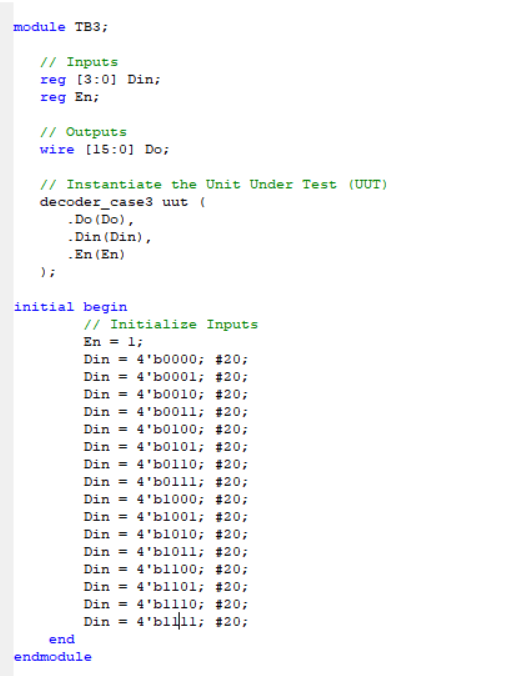 module TB3;
// Inputs
reg [3:0] Din;
reg En;
// Outputs
wire [15:0] Do;
// Instantiate the Unit Under Test (UUT)
decoder_case3 uut (
.Do(Do),
.Din(Din),
.En(En)
);
initial begin
// Initialize Inputs
En = 1;
Din = 4'b0000; #20;
Din = 4'b0001; #20;
Din = 4'b0010; #20;
Din = 4'b0011; #20;
Din = 4'b0100; #20;
Din = 4'b0101; #20;
Din = 4'b0110; #20;
Din = 4'b0111; #20;
Din = 4'b1000; #20;
Din = 4'b1001; #20;
Din = 4'b1010; #20;
Din = 4'b1011; #20;
Din = 4'b1100; #20;
Din = 4'b1101; #20;
Din = 4'b1110; #20;
Din = 4'b1111; #20;
end
endmodule